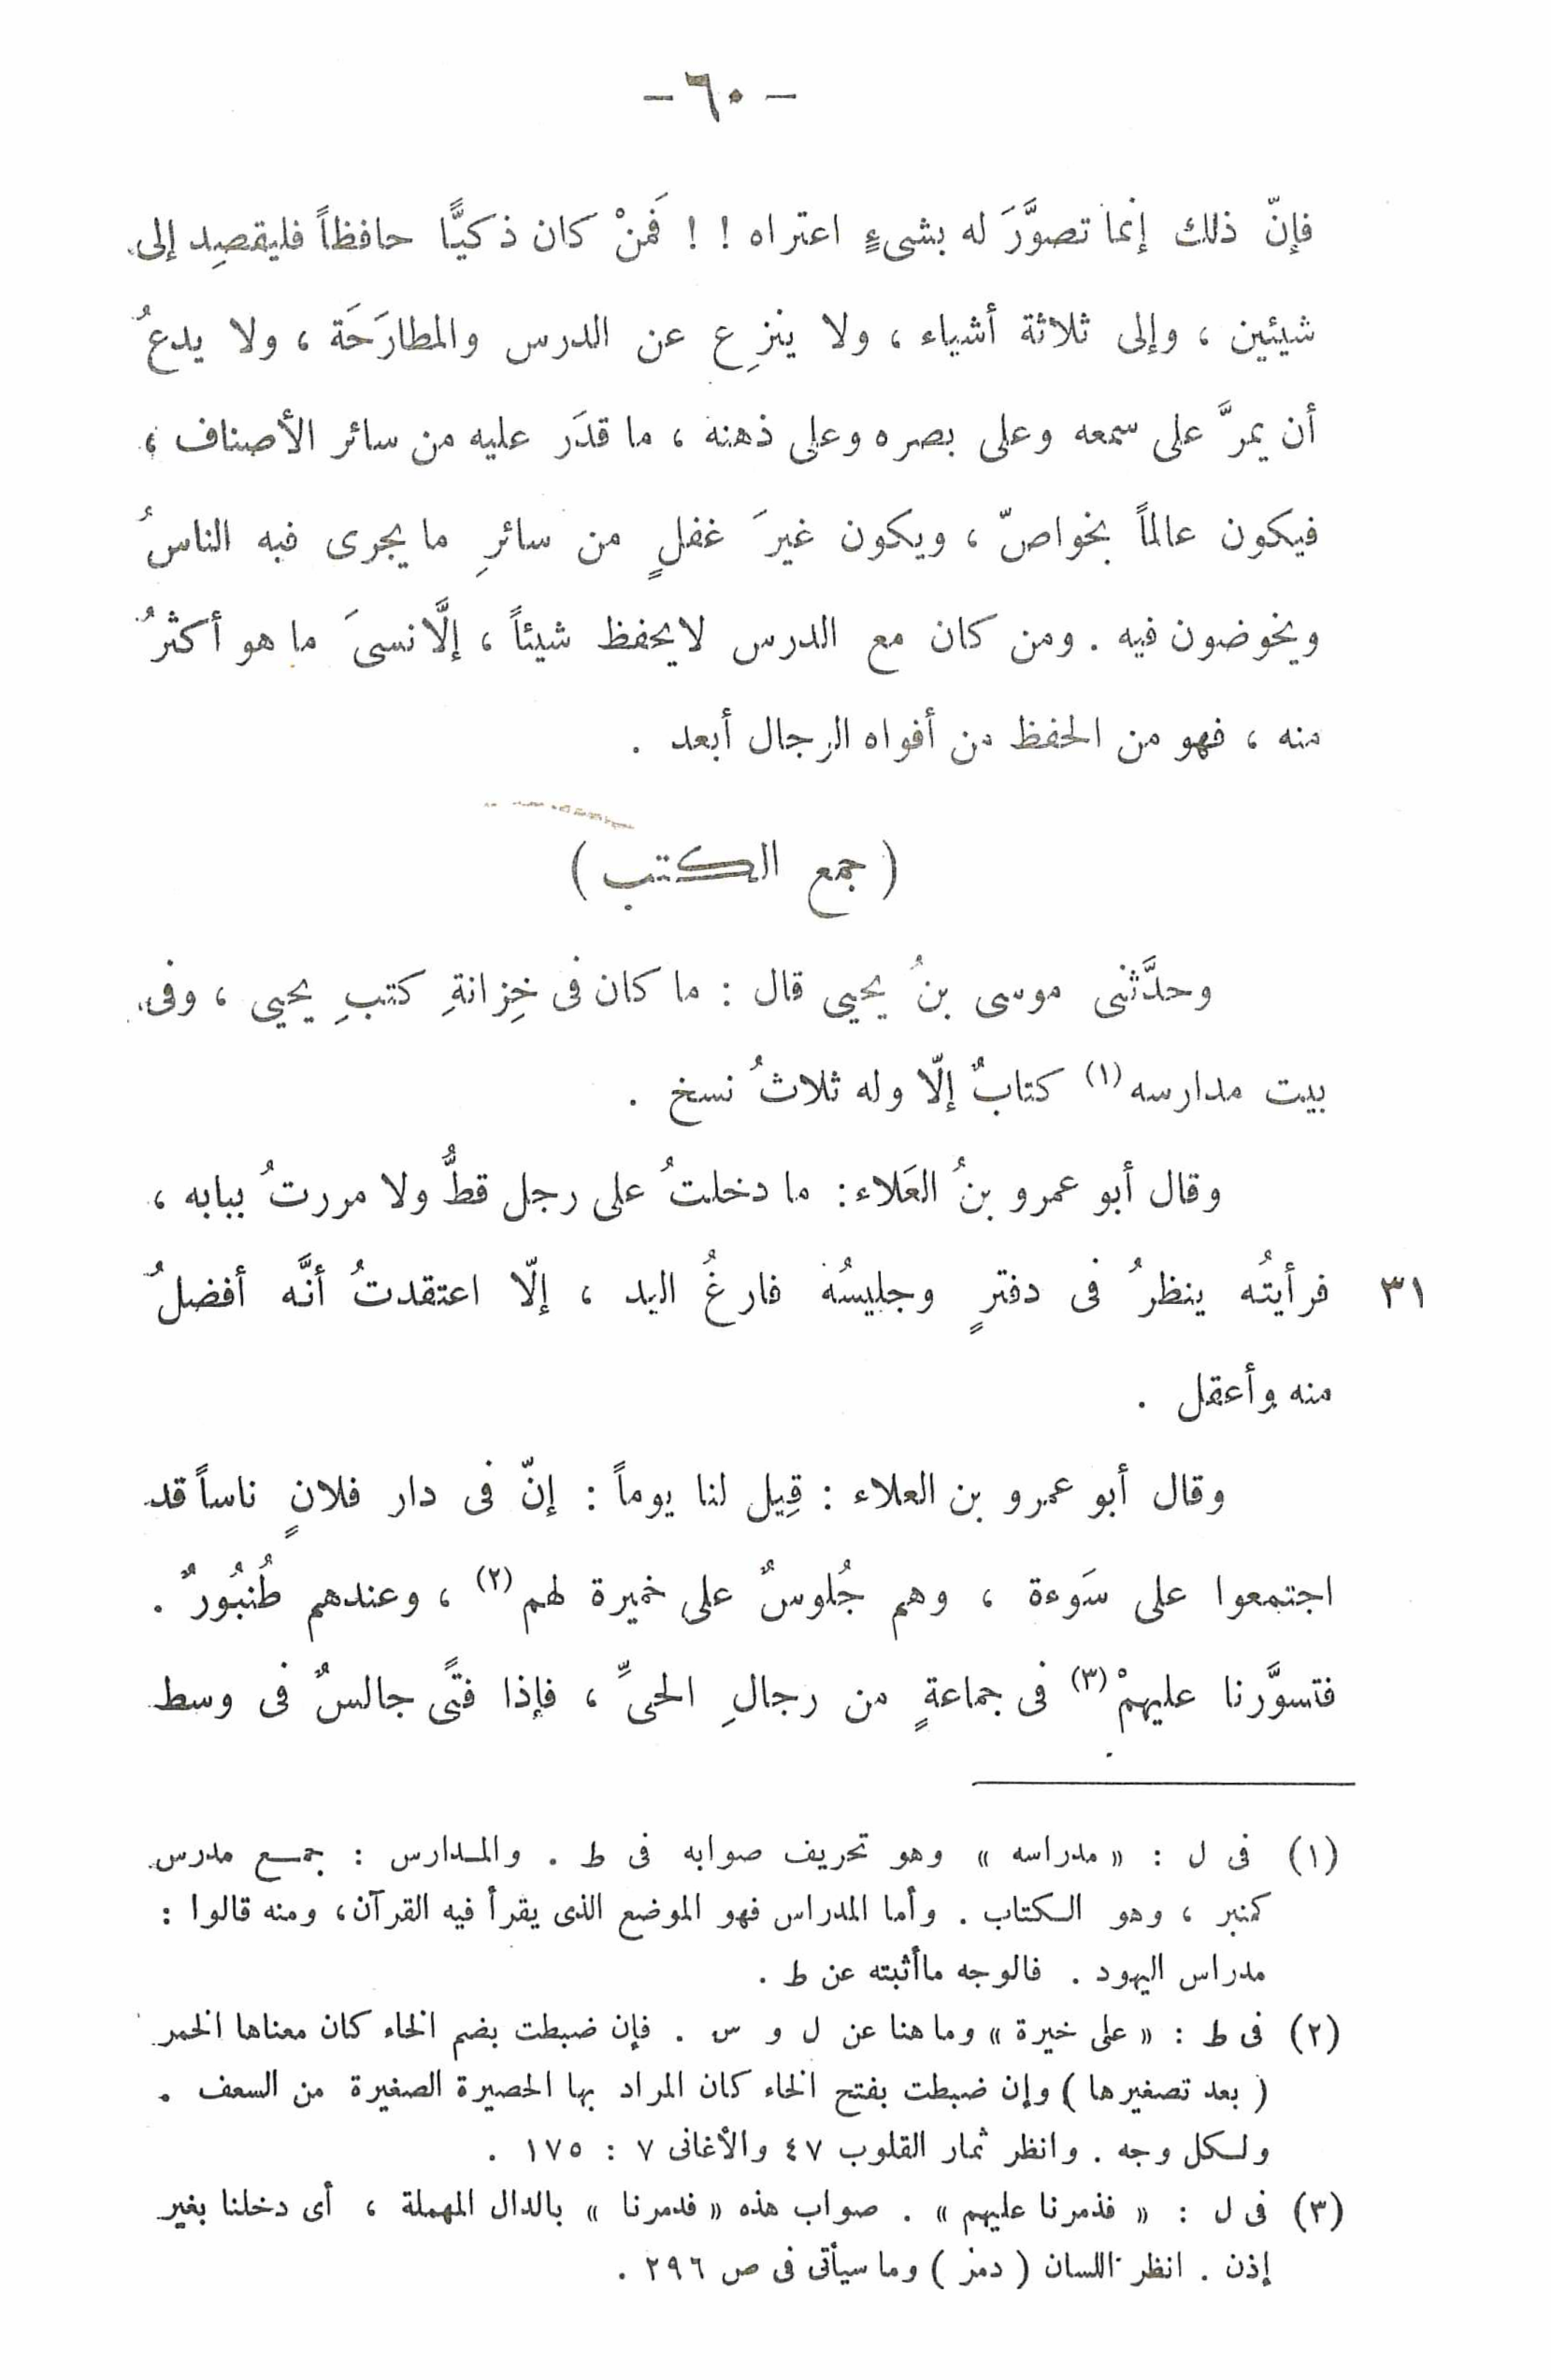 - ٦٠ -
فإنّ ذلك إنما تصوَّرَ له بشىءٍ اعتراه ! ! فَمنْ كان ذكيًّا حافظاً فليقصِد إلى
شيئين ، وإلى ثلاثة أشياء ، ولا ينزِع عن الدرس والمطارَحَة ، ولا يدعُ
أن يمرَّ على سمعه وعلى بصره وعلى ذهنه ، ما قدَر عليه من سائر الأصناف ،
فيكون عالماً بخواصّ ، ويكون غيرَ غفلٍ من سائرِ ما يجرى فيه الناسُ
ويخوضون فيه . ومن كان مع الدرس لايحفظ شيئاً ، إلَّا نسىَ ما هو أكثرُ
منه ، فهو من الحفظ من أفواه الرجال أبعد .
( جمع الكتب )
وحدَّثنى موسى بنُ يحيى قال : ما كان فى خِزانةِ كتبِ يحيى ، وفى
بيت مدارسه (١) كتابٌ إلّا وله ثلاثُ نسخ .
وقال أبو عمرو بنُ العَلاء : ما دخلتُ على رجل قطُّ ولا مررتُ ببابه ،
٣١ فرأيتُه ينظرُ فى دفترٍ وجليسُه فارغُ اليد ، إلّا اعتقدتُ أنَّه أفضلُ
منه وأعقل .
وقال أبو عمرو بن العلاء : قِيل لنا يوماً : إنّ فى دار فلانٍ ناساً قد
اجتمعوا على سَوءة ، وهم جُلوسٌ على خميرة لهم (٢) ، وعندهم طُنبُورٌ .
فتسوَّرنا عليهمْ (٣) فى جماعةٍ من رجالِ الحىِّ ، فإذا فتًى جالسٌ فى وسط
(١) فى ل : « مدراسه » وهو تحريف صوابه فى ط . والمدارس : جمع مدرس
كمنبر ، وهو الكتاب . وأما المدراس فهو الموضع الذى يقرأ فيه القرآن ، ومنه قالوا :
مدراس اليهود . فالوجه ماأثبته عن ط .
(٢) فى ط : « على خيرة » وما هنا عن ل و س . فإن ضبطت بضم الخاء كان معناها الخمر
( بعد تصغيرها ) وإن ضبطت بفتح الخاء كان المراد بها الحصيرة الصغيرة من السعف .
ولكل وجه . وانظر ثمار القلوب ٤٧ والأغانى ٧ : ١٧٥ .
(٣) فى ل : « فذمرنا عليهم » . صواب هذه « فدمرنا » بالدال المهملة ، أى دخلنا بغير
إذن . انظر اللسان ( دمر ) وما سيأتى فى ص ٢٩٦ .